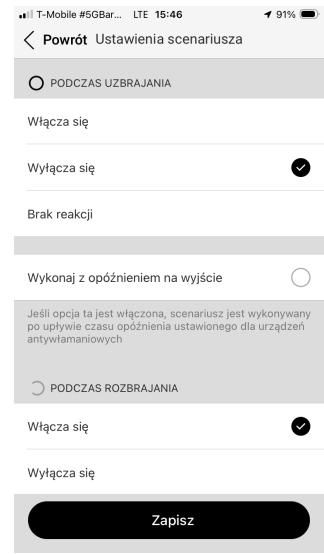 T-Mobile #5GBar... LTE 15:46 91%
Powrót Ustawienia scenariusza
PODCZAS UZBRAJANIA
Włącza się
Wyłącza się
Brak reakcji
Wykonaj z opóźnieniem na wyjście
Jeśli opcja ta jest włączona, scenariusz jest wykonywany
po upływie czasu opóźnienia ustawionego dla urządzeń
antywłamaniowych
PODCZAS ROZBRAJANIA
Włącza się
Wyłącza się
Zapisz